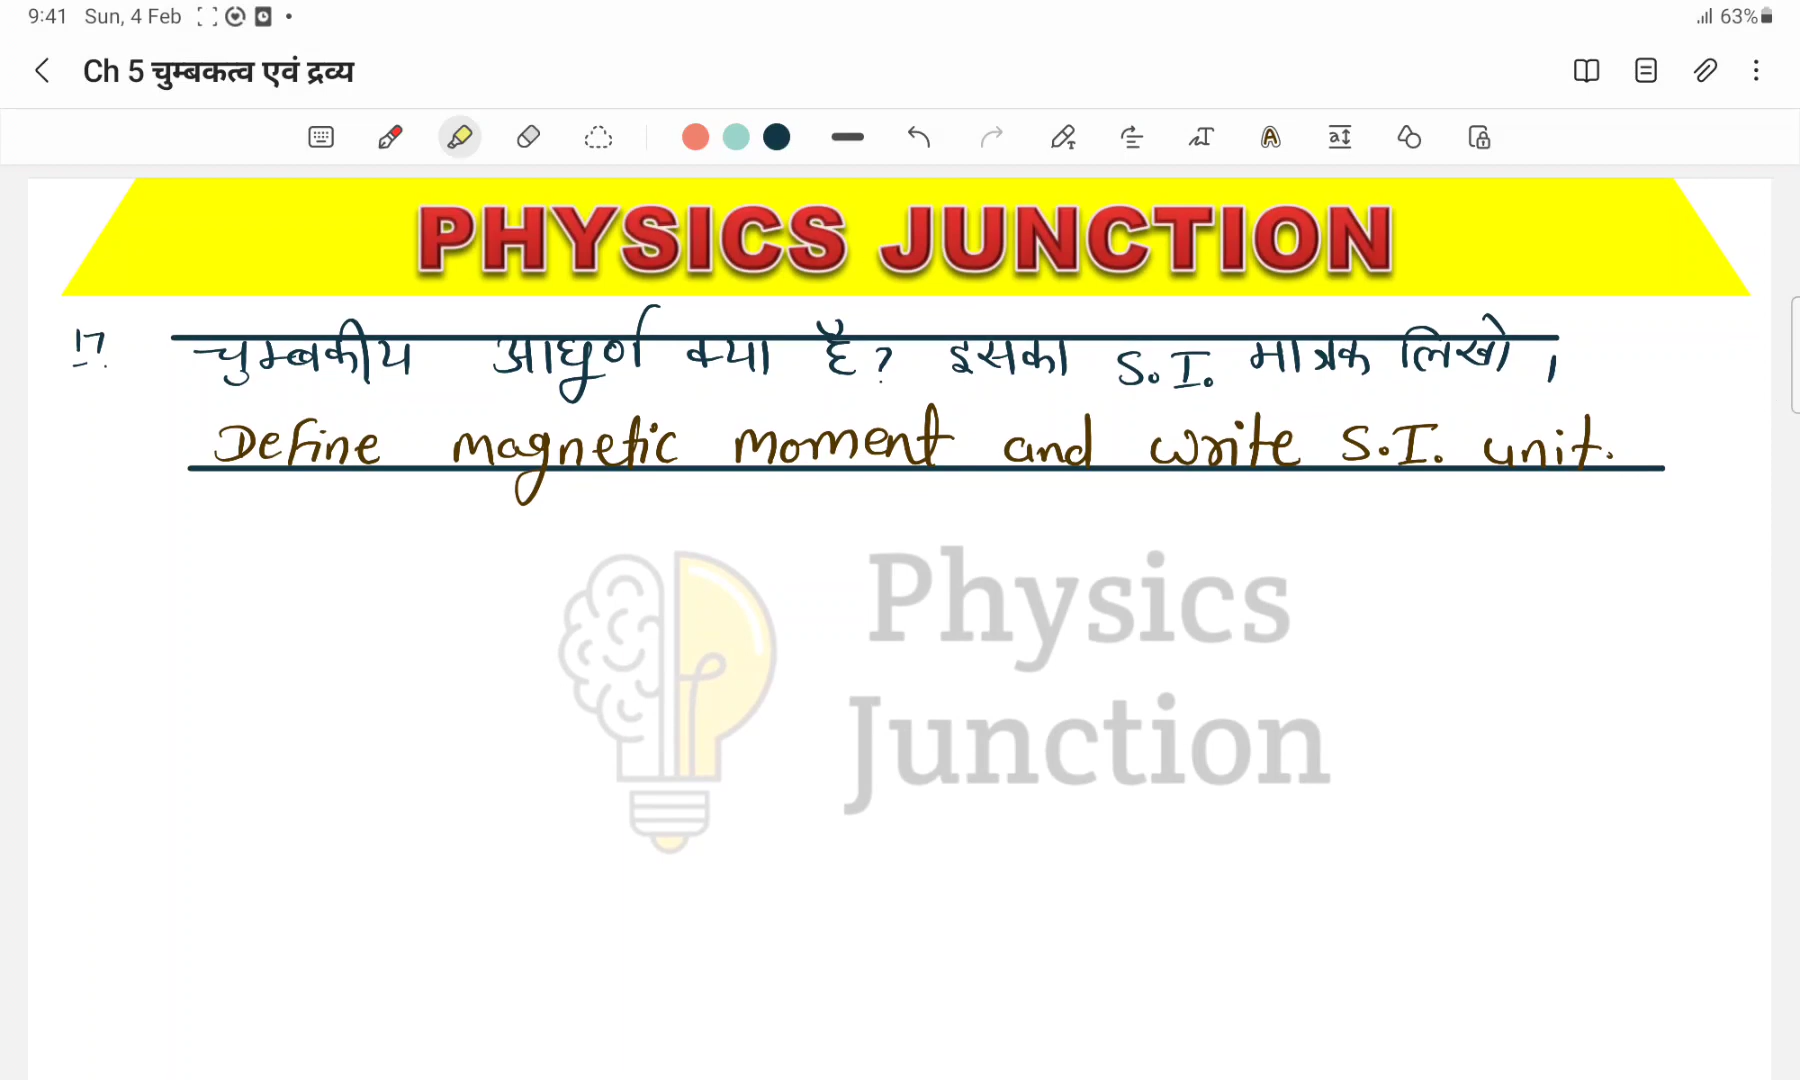 9:41 Sun, 4 Feb
63%
Ch 5 चुम्बकत्व एवं द्रव्य
PHYSICS JUNCTION
17. चुम्बकीय आघूर्ण क्या है? इसका S.I. मात्रक लिखो।
Define magnetic moment and write S.I. unit.
Physics
Junction